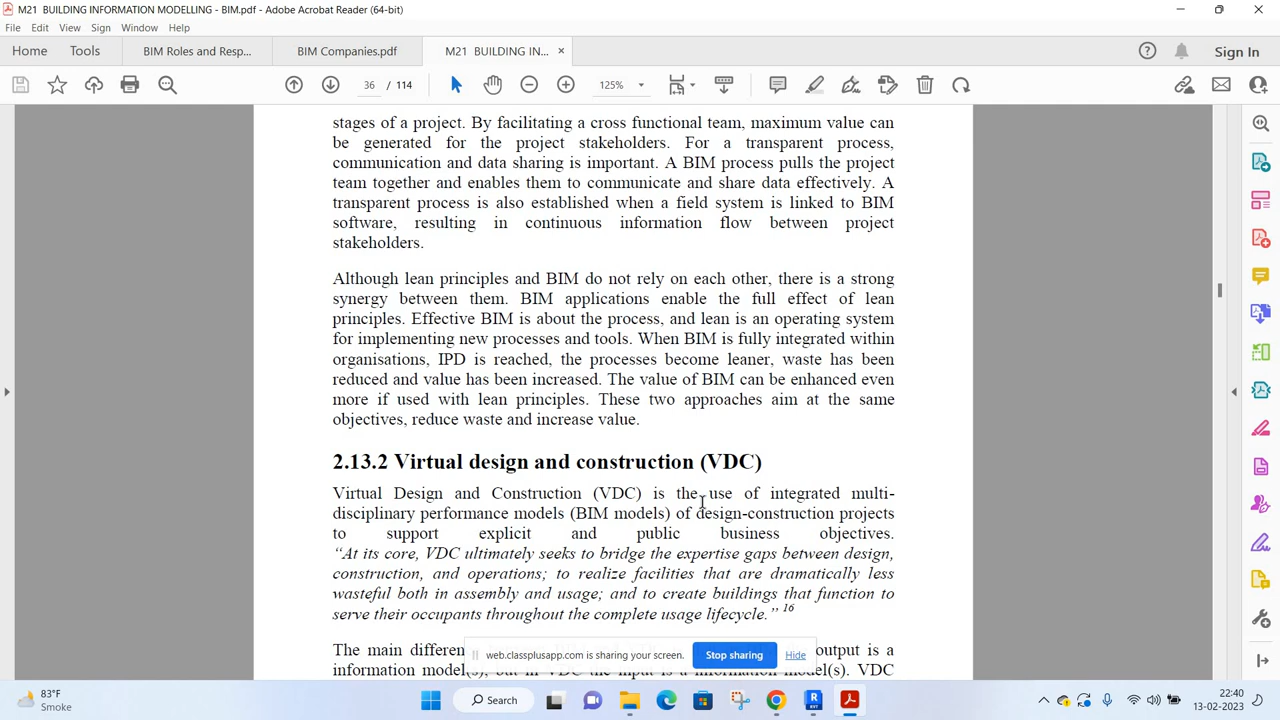 M21 BUILDING INFORMATION MODELLING - BIM.pdf - Adobe Acrobat Reader (64-bit)
File Edit View Sign Window Help
Home Tools BIM Roles and Resp... BIM Companies.pdf M21 BUILDING IN... × Sign In
36 / 114 125%
stages of a project. By facilitating a cross functional team, maximum value can
be generated for the project stakeholders. For a transparent process,
communication and data sharing is important. A BIM process pulls the project
team together and enables them to communicate and share data effectively. A
transparent process is also established when a field system is linked to BIM
software, resulting in continuous information flow between project
stakeholders.
Although lean principles and BIM do not rely on each other, there is a strong
synergy between them. BIM applications enable the full effect of lean
principles. Effective BIM is about the process, and lean is an operating system
for implementing new processes and tools. When BIM is fully integrated within
organisations, IPD is reached, the processes become leaner, waste has been
reduced and value has been increased. The value of BIM can be enhanced even
more if used with lean principles. These two approaches aim at the same
objectives, reduce waste and increase value.
2.13.2 Virtual design and construction (VDC)
Virtual Design and Construction (VDC) is the use of integrated multi-
disciplinary performance models (BIM models) of design-construction projects
to support explicit and public business objectives.
“At its core, VDC ultimately seeks to bridge the expertise gaps between design,
construction, and operations; to realize facilities that are dramatically less
wasteful both in assembly and usage; and to create buildings that function to
serve their occupants throughout the complete usage lifecycle.” 16
The main differen output is a
web.classplusapp.com is sharing your screen. Stop sharing Hide
information model(s), but in VDC the input is a information model(s). VDC
83°F
Smoke
Search
22:40
13-02-2023